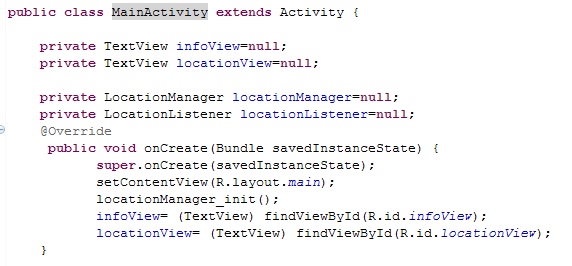 public class MainActivity extends Activity {
private TextView infoView=null;
private TextView locationView=null;
private LocationManager locationManager=null;
private LocationListener locationListener=null;
@Override
public void onCreate(Bundle savedInstanceState) {
super.onCreate(savedInstanceState);
setContentView(R.layout.main);
locationManager_init();
infoView= (TextView) findViewById(R.id.infoView);
locationView= (TextView) findViewById(R.id.locationView);
}